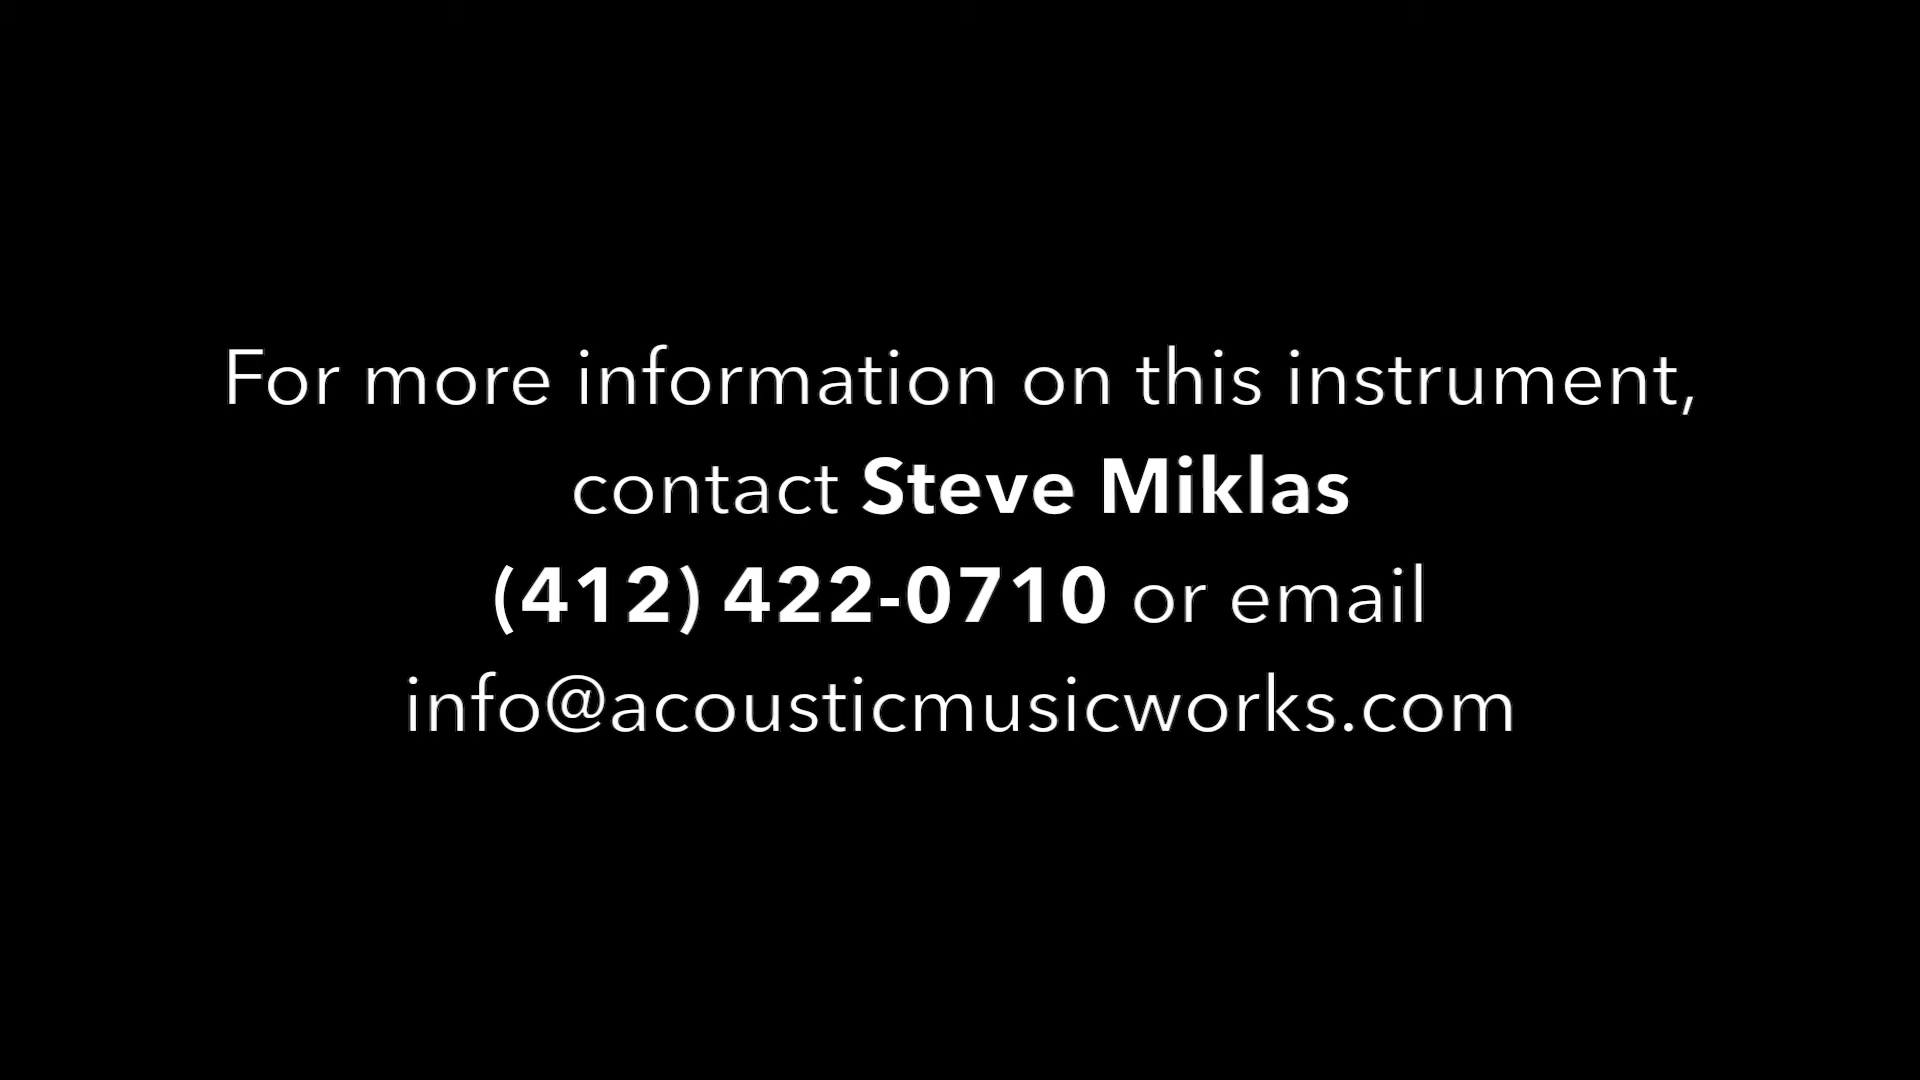 For more information on this instrument,
contact Steve Miklas
(412) 422-0710 or email
info@acousticmusicworks.com